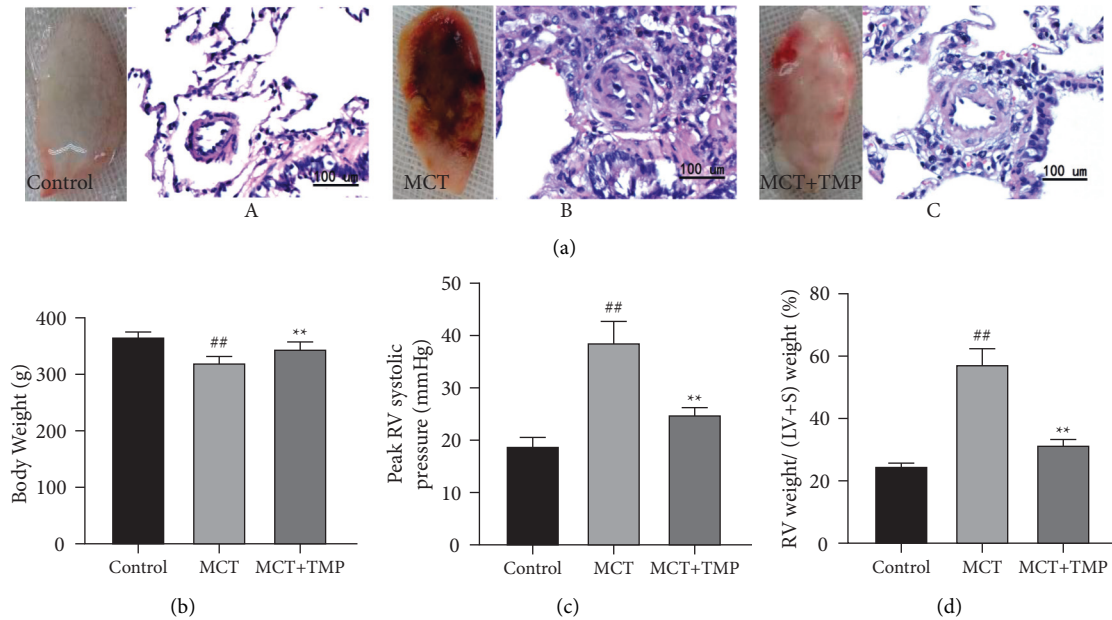 Control
100 um
MCT
100 um
MCT+TMP
100 um
A
B
C
(a)
400
300
200
100
0
Body Weight (g)
##
**
Control
MCT
MCT+TMP
(b)
50
40
30
20
10
0
Peak RV systolic
pressure (mmHg)
##
**
Control
MCT
MCT+TMP
(c)
80
60
40
20
0
RV weight/ (LV+S) weight (%)
##
**
Control
MCT
MCT+TMP
(d)